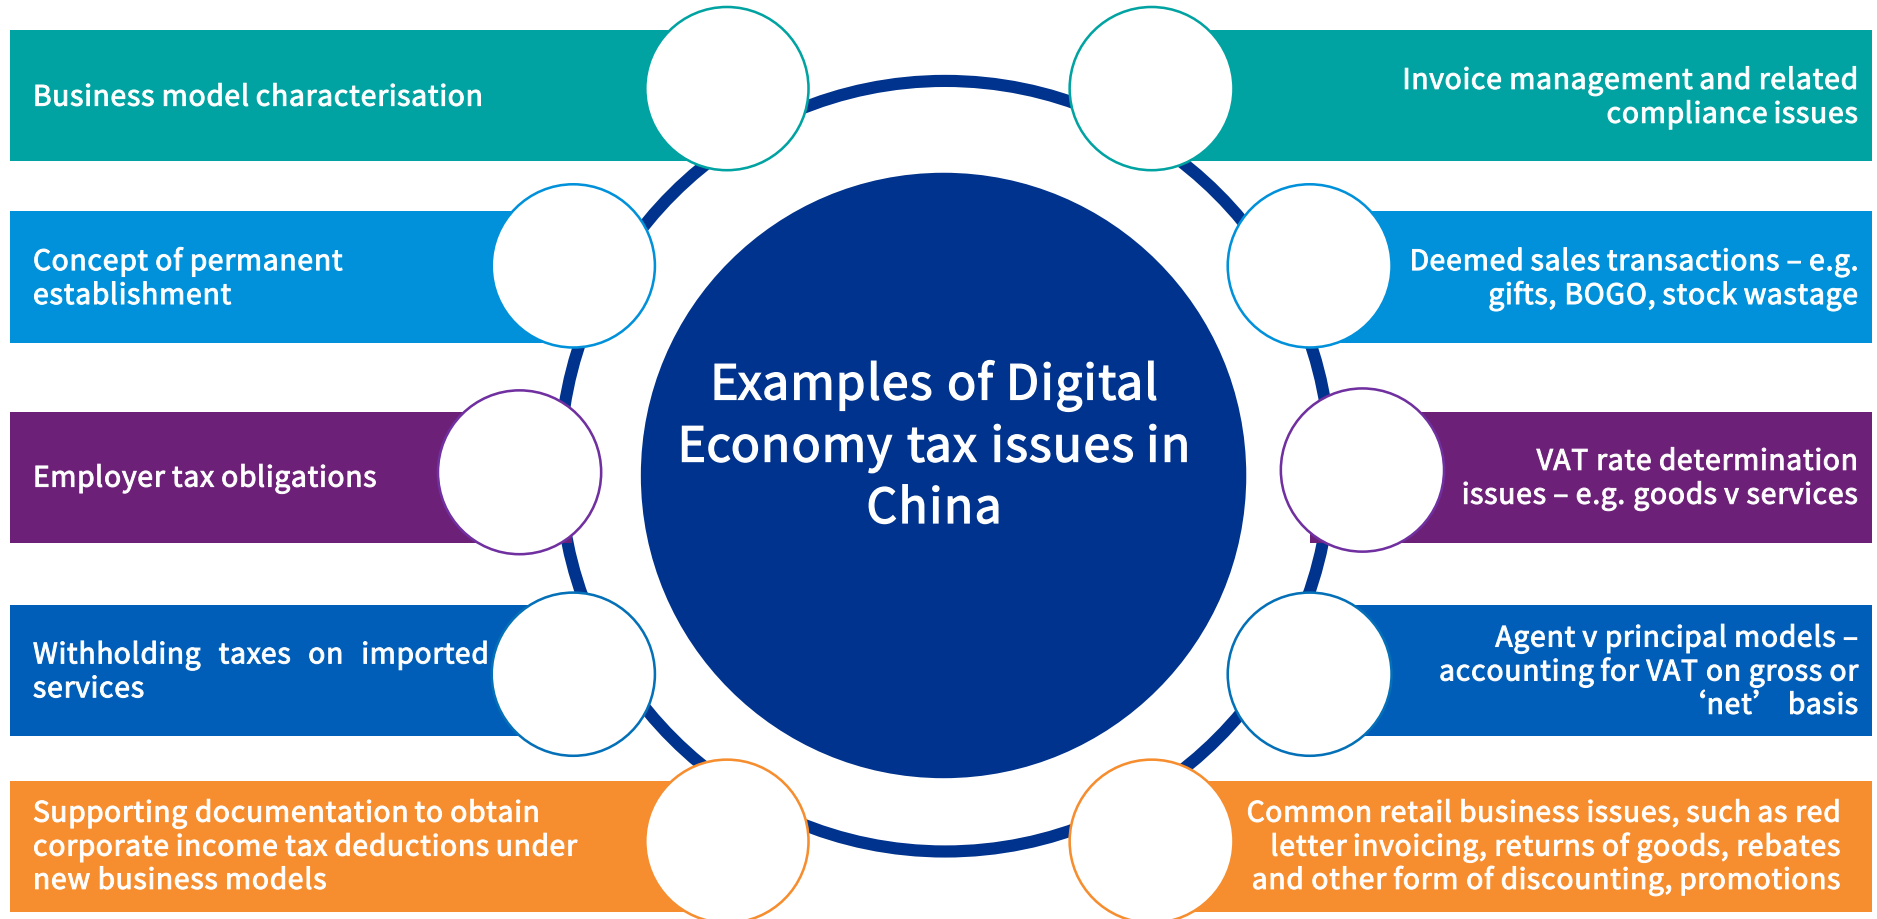 Business model characterisation
Concept of permanent
establishment
Employer tax obligations
Withholding taxes on imported
services
Supporting documentation to obtain
corporate income tax deductions under
new business models
Examples of Digital
Economy tax issues in
China
Invoice management and related
compliance issues
Deemed sales transactions – e.g.
gifts, BOGO, stock wastage
VAT rate determination
issues – e.g. goods v services
Agent v principal models –
accounting for VAT on gross or
‘net’ basis
Common retail business issues, such as red
letter invoicing, returns of goods, rebates
and other form of discounting, promotions